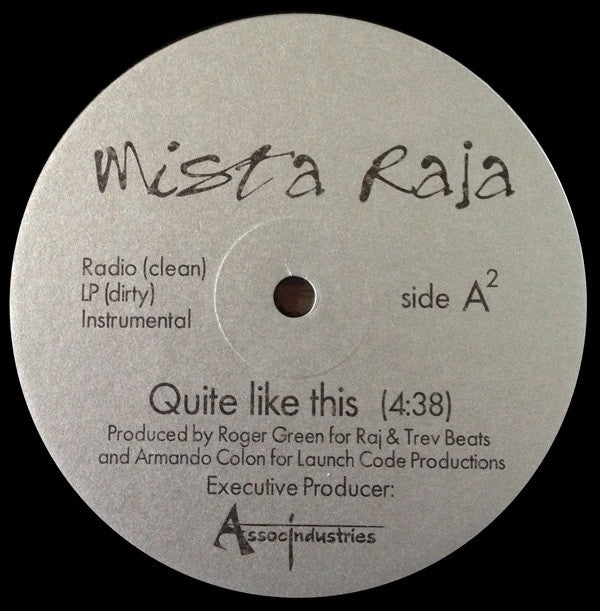 Mista Raja
Radio (clean)
LP (dirty)
Instrumental
side A²
Quite like this (4:38)
Produced by Roger Green for Raj & Trev Beats
and Armando Colon for Launch Code Productions
Executive Producer:
AssocIndustries